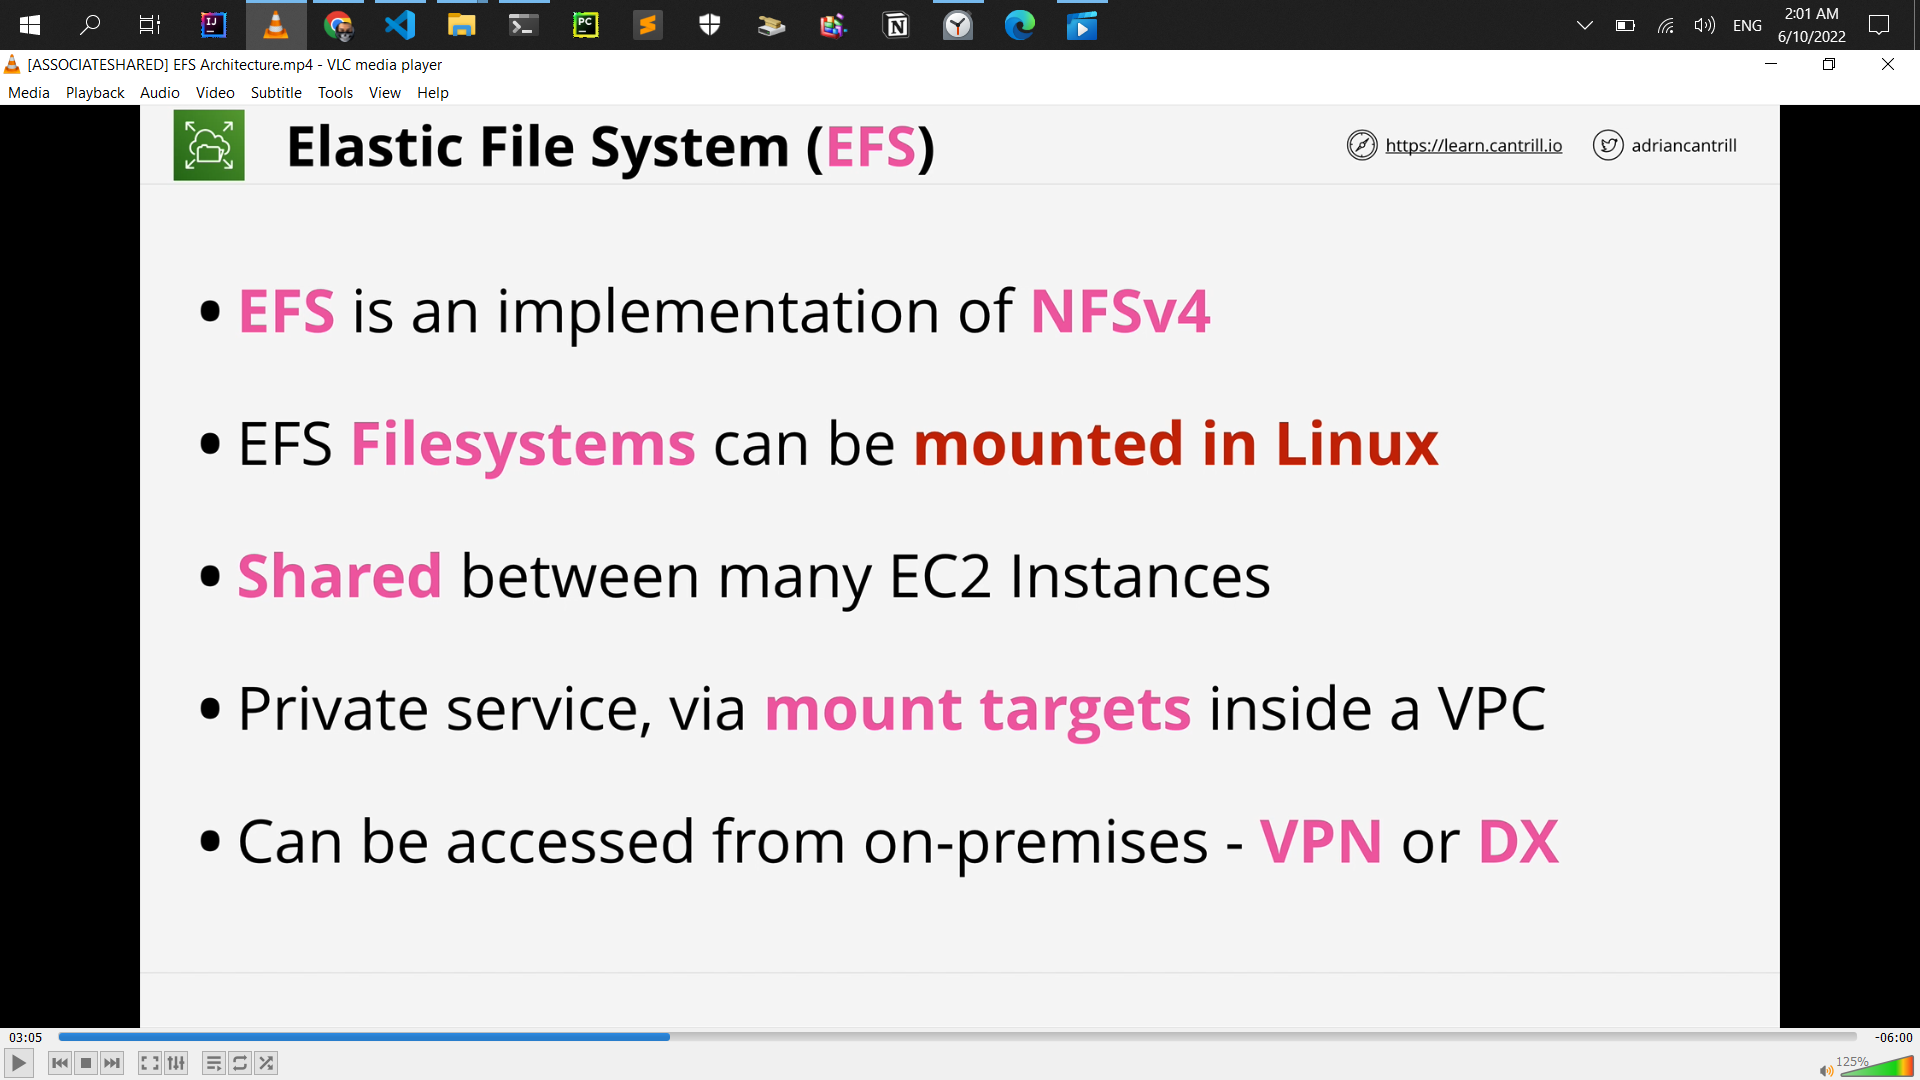 IJ
PC
N
ENG
2:01 AM
6/10/2022
[ASSOCIATESHARED] EFS Architecture.mp4 - VLC media player
Media Playback Audio Video Subtitle Tools View Help
Elastic File System (EFS)
https://learn.cantrill.io
adriancantrill
• EFS is an implementation of NFSv4
• EFS Filesystems can be mounted in Linux
• Shared between many EC2 Instances
• Private service, via mount targets inside a VPC
• Can be accessed from on-premises - VPN or DX
03:05
-06:00
125%